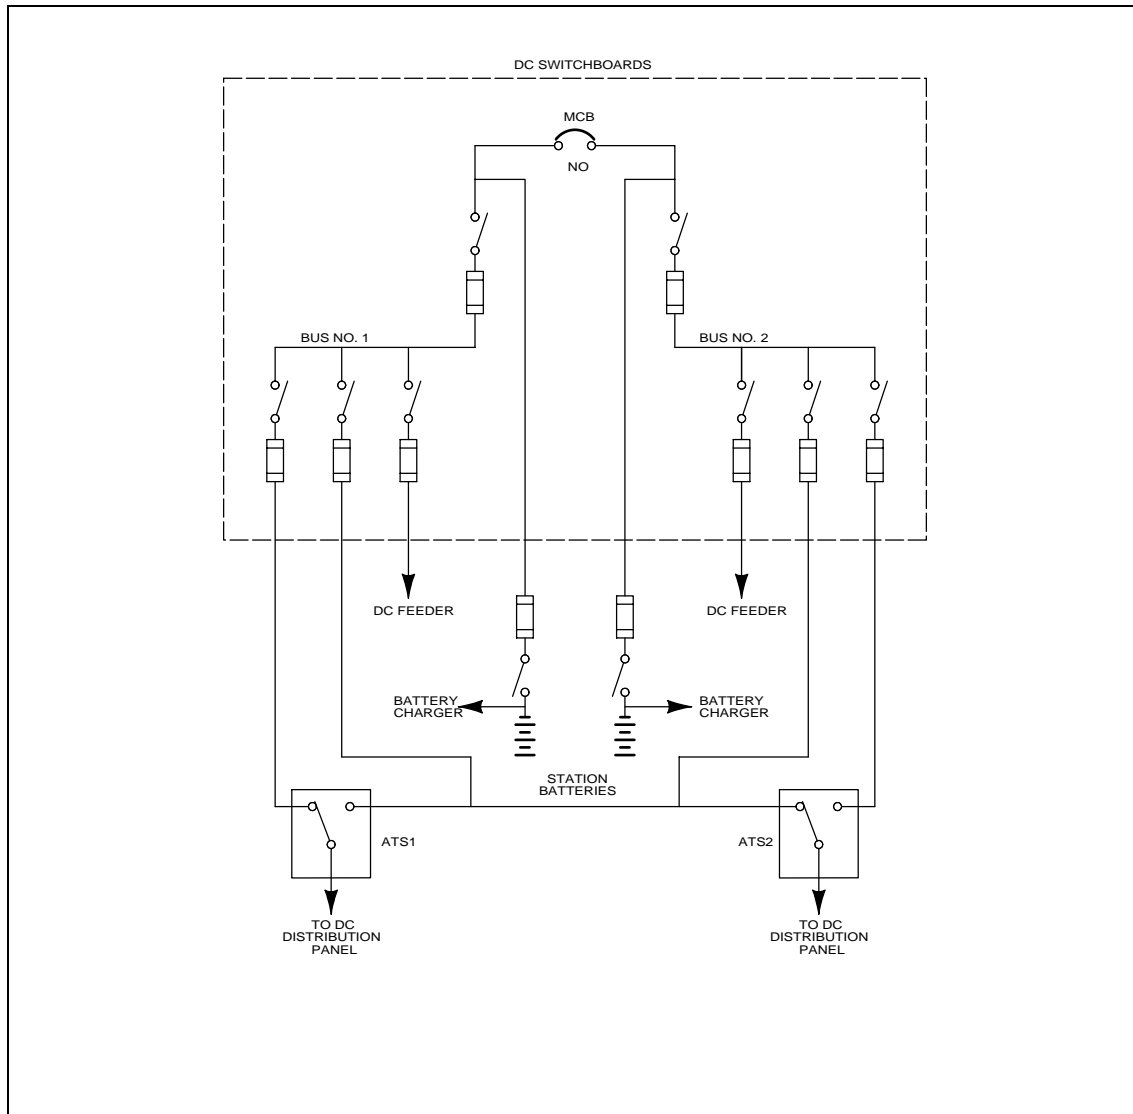 DC SWITCHBOARDS
MCB
NO
BUS NO. 1
BUS NO. 2
DC FEEDER
DC FEEDER
BATTERY
CHARGER
BATTERY
CHARGER
STATION
BATTERIES
ATS1
ATS2
TO DC
DISTRIBUTION
PANEL
TO DC
DISTRIBUTION
PANEL